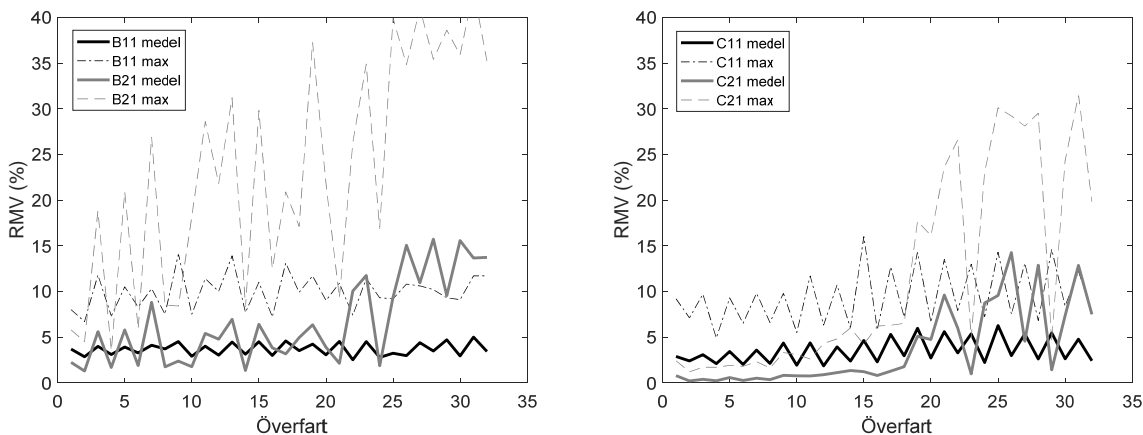 40
35
30
25
20
15
10
5
0
RMV (%)
B11 medel
B11 max
B21 medel
B21 max
0 5 10 15 20 25 30 35
Överfart
40
35
30
25
20
15
10
5
0
RMV (%)
C11 medel
C11 max
C21 medel
C21 max
0 5 10 15 20 25 30 35
Överfart